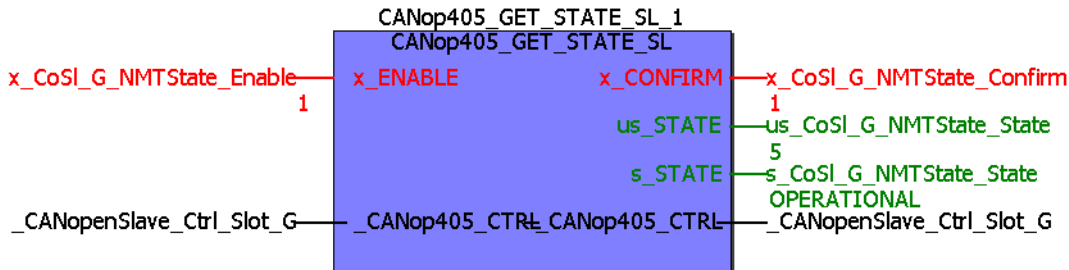 CANop405_GET_STATE_SL_1
CANop405_GET_STATE_SL
x_CoSl_G_NMTState_Enable x_ENABLE x_CONFIRM x_CoSl_G_NMTState_Confirm
1 1
us_STATE us_CoSl_G_NMTState_State
5
s_STATE s_CoSl_G_NMTState_State
OPERATIONAL
_CANopenSlave_Ctrl_Slot_G _CANop405_CTRL _CANop405_CTRL _CANopenSlave_Ctrl_Slot_G